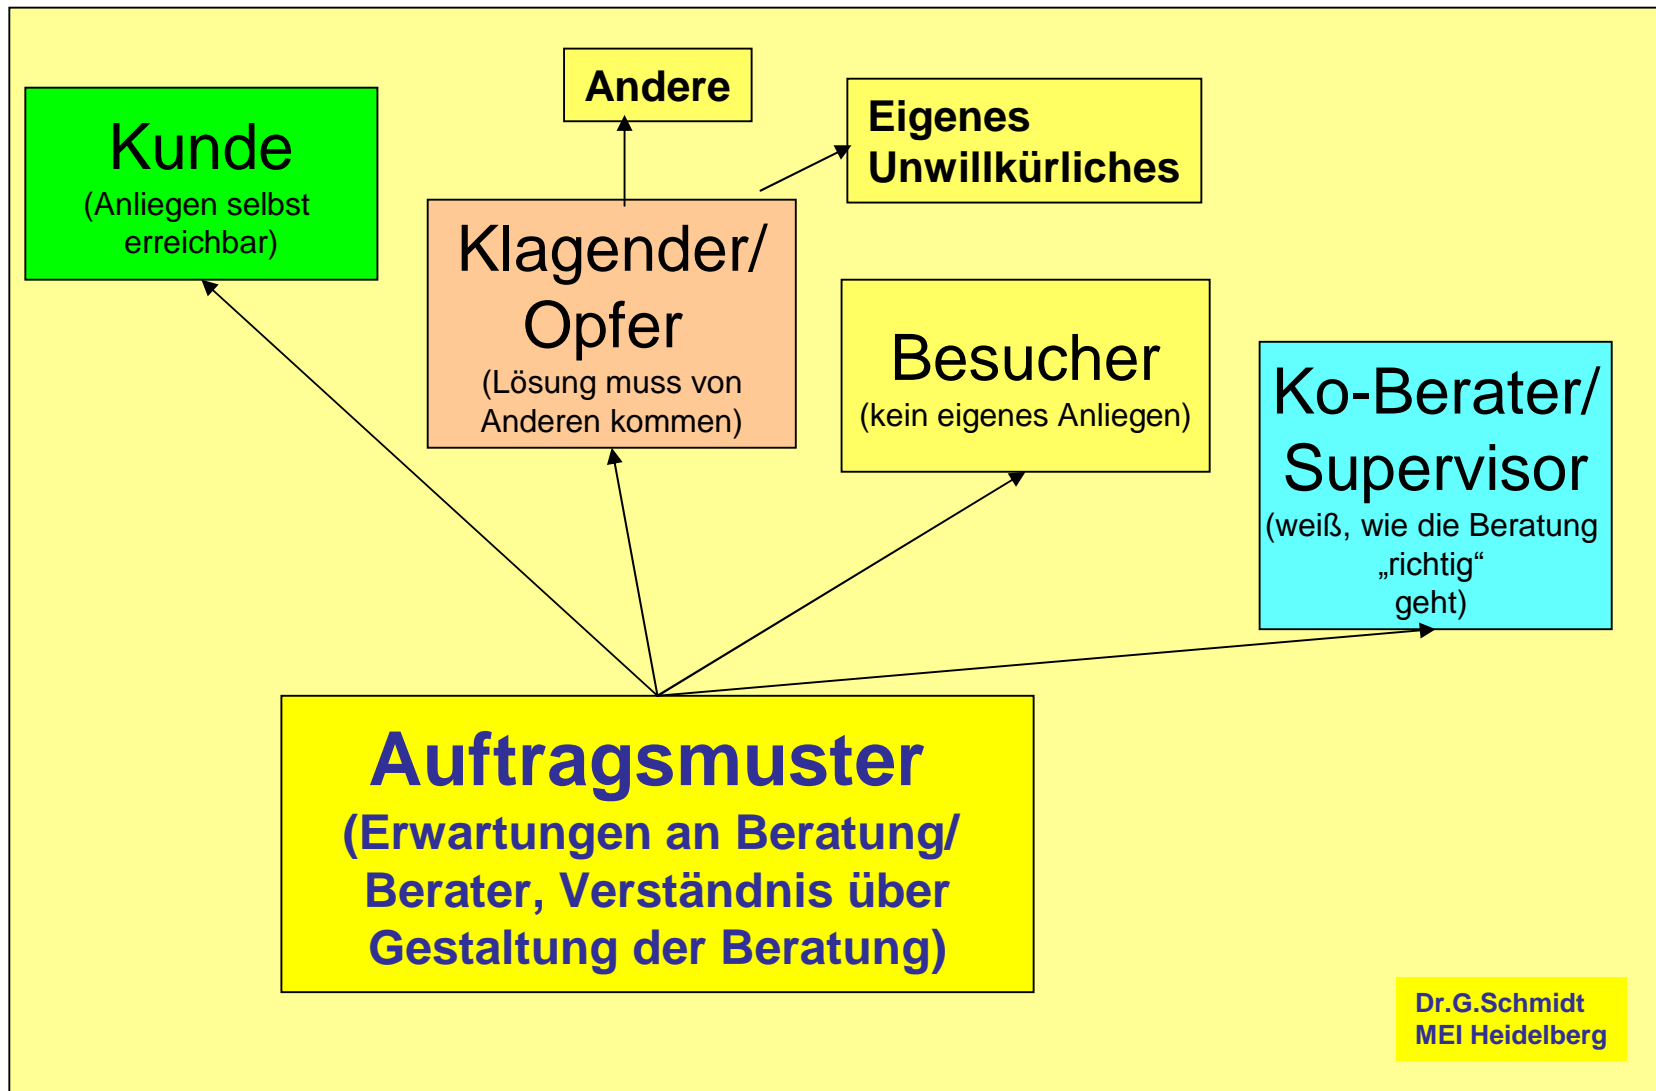 Andere
Eigenes
Unwillkürliches
Kunde
(Anliegen selbst
erreichbar)
Klagender/
Opfer
(Lösung muss von
Anderen kommen)
Besucher
(kein eigenes Anliegen)
Ko-Berater/
Supervisor
(weiß, wie die Beratung
„richtig“
geht)
Auftragsmuster
(Erwartungen an Beratung/
Berater, Verständnis über
Gestaltung der Beratung)
Dr.G.Schmidt
MEI Heidelberg